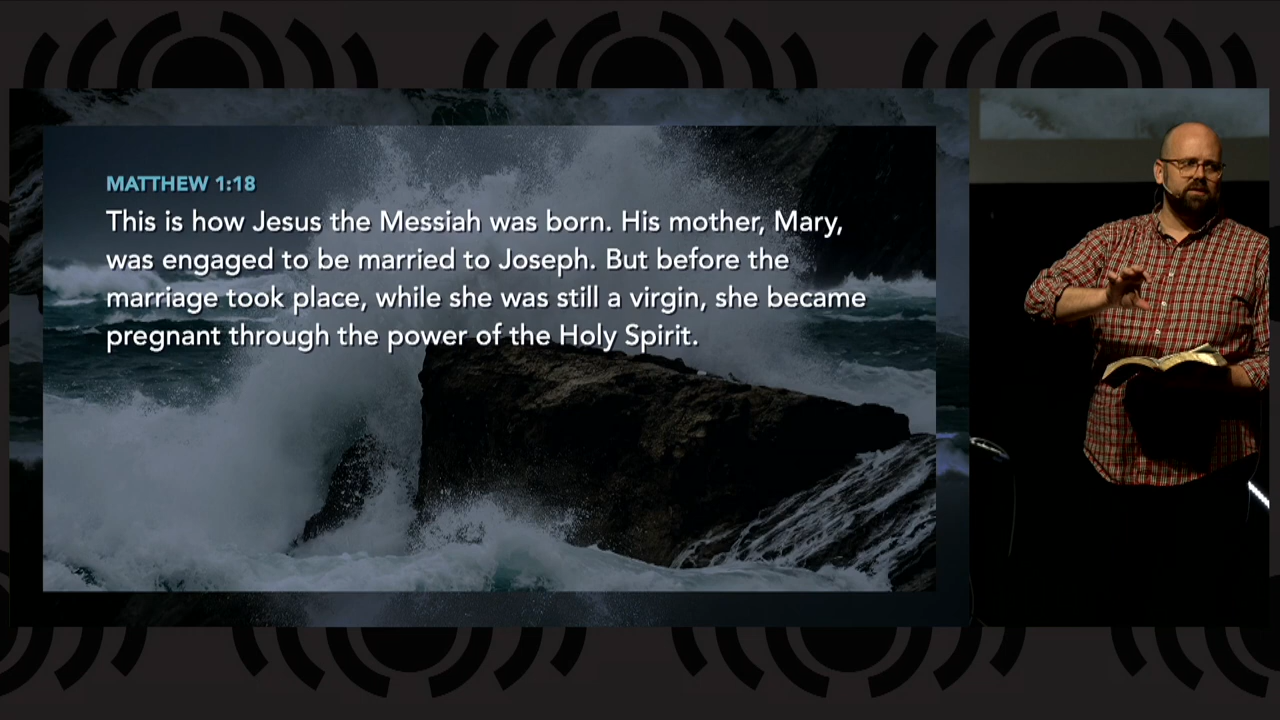 MATTHEW 1:18
This is how Jesus the Messiah was born. His mother, Mary,
was engaged to be married to Joseph. But before the
marriage took place, while she was still a virgin, she became
pregnant through the power of the Holy Spirit.